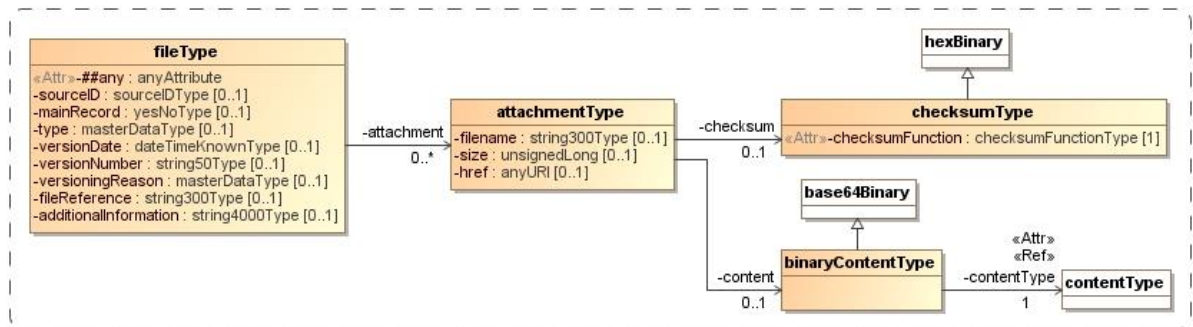 fileType
«Attr»-##any : anyAttribute
-sourceID : sourceIDType [0..1]
-mainRecord : yesNoType [0..1]
-type : masterDataType [0..1]
-versionDate : dateTimeKnownType [0..1]
-versionNumber : string50Type [0..1]
-versioningReason : masterDataType [0..1]
-fileReference : string300Type [0..1]
-additionalInformation : string4000Type [0..1]
-attachment
0..*
attachmentType
-filename : string300Type [0..1]
-size : unsignedLong [0..1]
-href : anyURI [0..1]
-checksum
0..1
hexBinary
checksumType
«Attr»-checksumFunction : checksumFunctionType [1]
-content
0..1
base64Binary
binaryContentType
«Attr»
«Ref»
-contentType
1
contentType